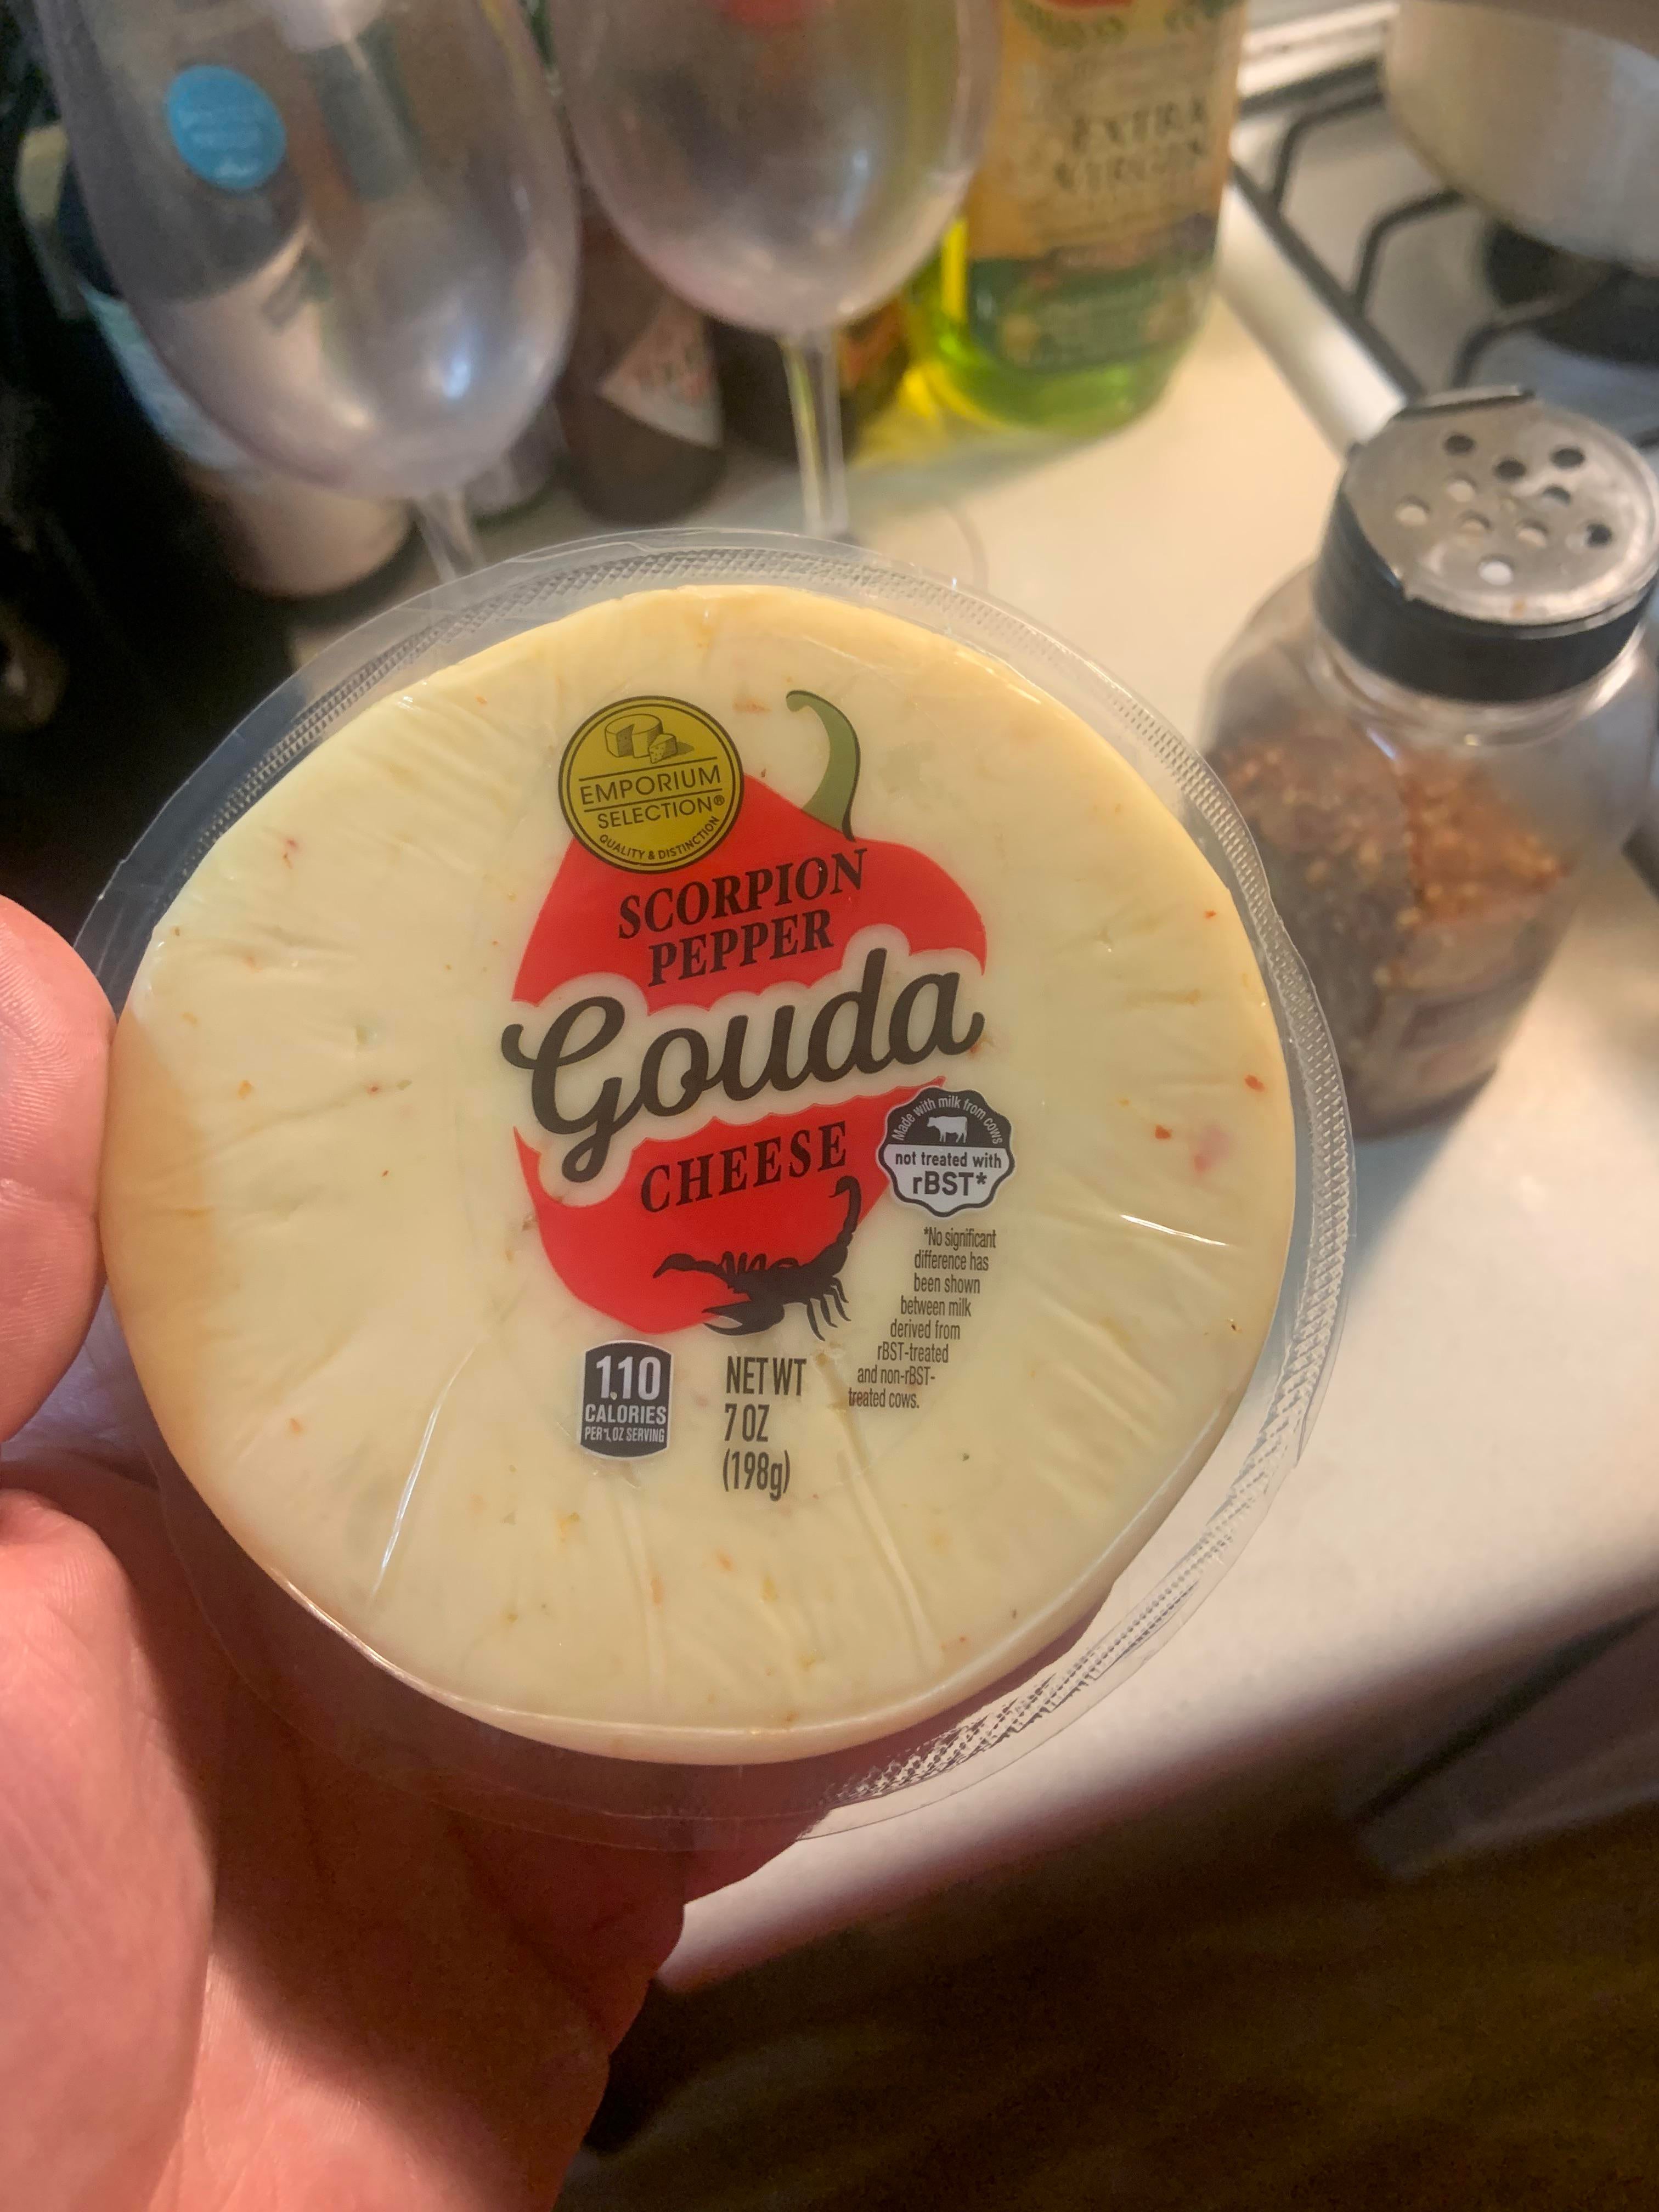 EXTRA
VIRGIN
EMPORIUM
SELECTION®
QUALITY & DISTINCTION
SCORPION
PEPPER
Gouda
CHEESE
Made with milk from cows
not treated with
rBST*
*No significant
difference has
been shown
between milk
derived from
rBST-treated
and non-rBST-
treated cows.
110
CALORIES
PER 1 OZ SERVING
NET WT
7 OZ
(198g)